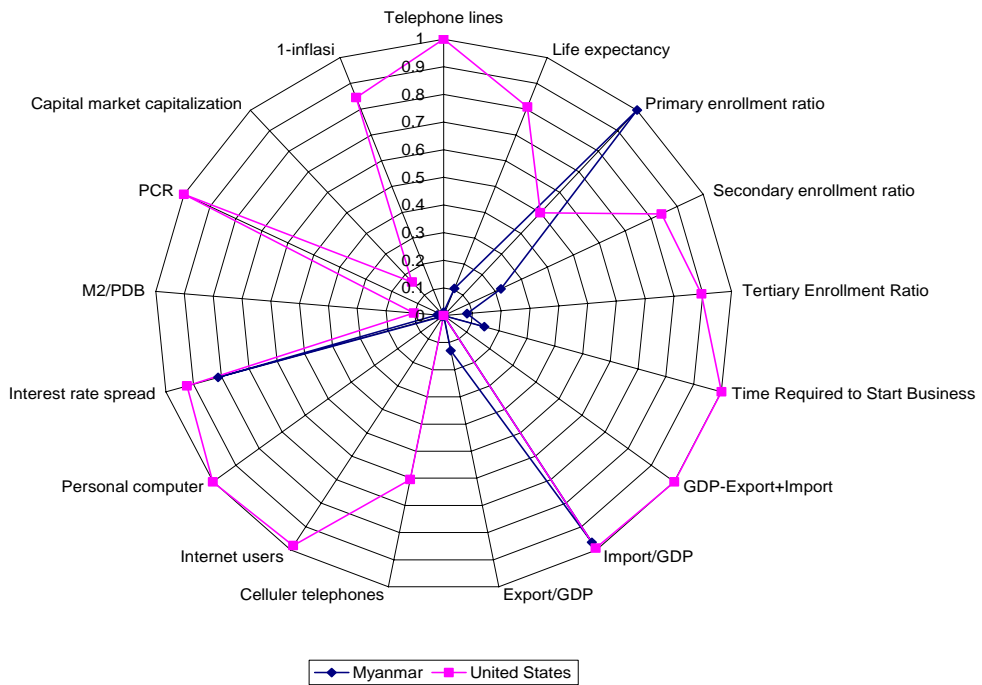 Telephone lines
1-inflasi
Life expectancy
Capital market capitalization
Primary enrollment ratio
PCR
Secondary enrollment ratio
M2/PDB
Tertiary Enrollment Ratio
Interest rate spread
Time Required to Start Business
Personal computer
GDP-Export+Import
Internet users
Import/GDP
Celluler telephones
Export/GDP
1
0.9
0.8
0.7
0.6
0.5
0.4
0.3
0.2
0.1
0
Myanmar United States